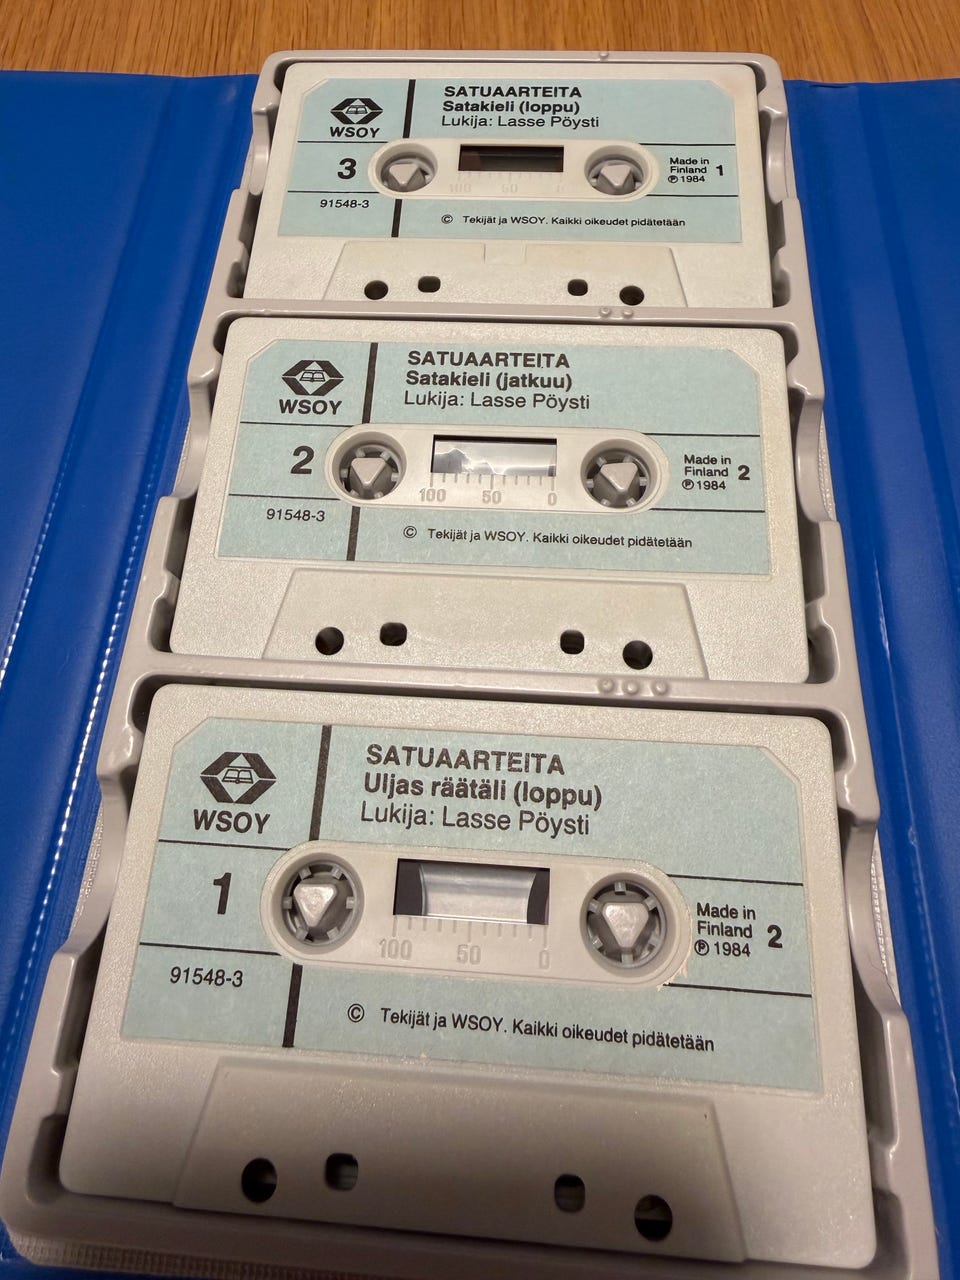 WSOY
3
91548-3
SATUAARTEITA
Satakieli (loppu)
Lukija: Lasse Pöysti
100 50 0
Made in
Finland
℗ 1984
1
© Tekijät ja WSOY. Kaikki oikeudet pidätetään
WSOY
2
91548-3
SATUAARTEITA
Satakieli (jatkuu)
Lukija: Lasse Pöysti
100 50 0
Made in
Finland
℗ 1984
2
© Tekijät ja WSOY. Kaikki oikeudet pidätetään
WSOY
1
91548-3
SATUAARTEITA
Uljas räätäli (loppu)
Lukija: Lasse Pöysti
100 50 0
Made in
Finland
℗ 1984
2
© Tekijät ja WSOY. Kaikki oikeudet pidätetään